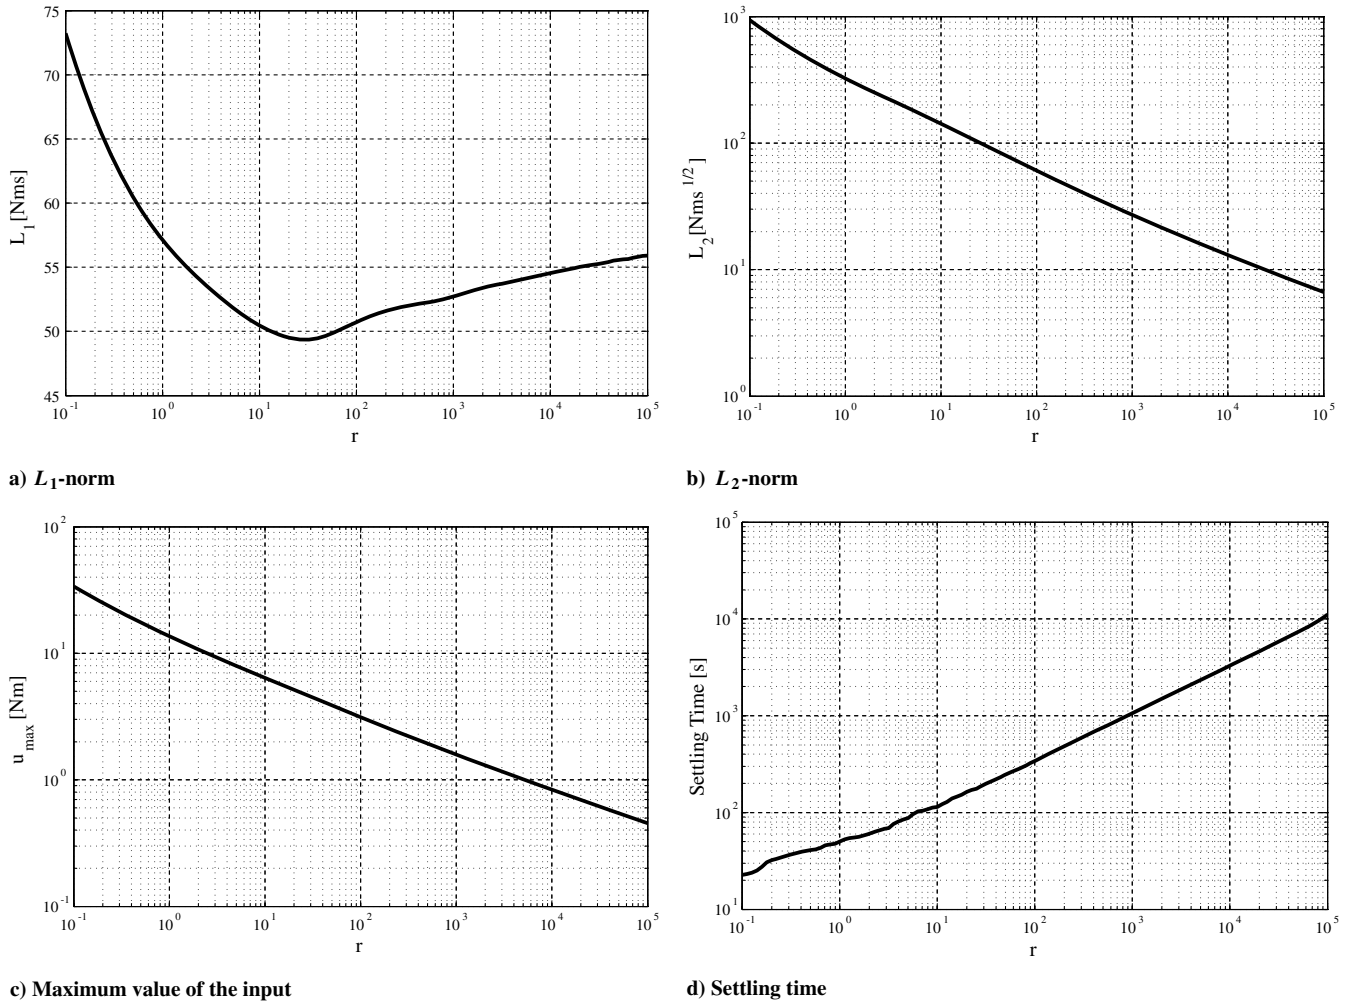 75
70
65
60
55
50
45
L1 [Nms]
10^-1 10^0 10^1 10^2 10^3 10^4 10^5
r
a) L1-norm
10^3
10^2
10^1
10^0
L2 [Nms^1/2]
10^-1 10^0 10^1 10^2 10^3 10^4 10^5
r
b) L2-norm
10^2
10^1
10^0
10^-1
u max [Nm]
10^-1 10^0 10^1 10^2 10^3 10^4 10^5
r
c) Maximum value of the input
10^5
10^4
10^3
10^2
10^1
Settling Time [s]
10^-1 10^0 10^1 10^2 10^3 10^4 10^5
r
d) Settling time